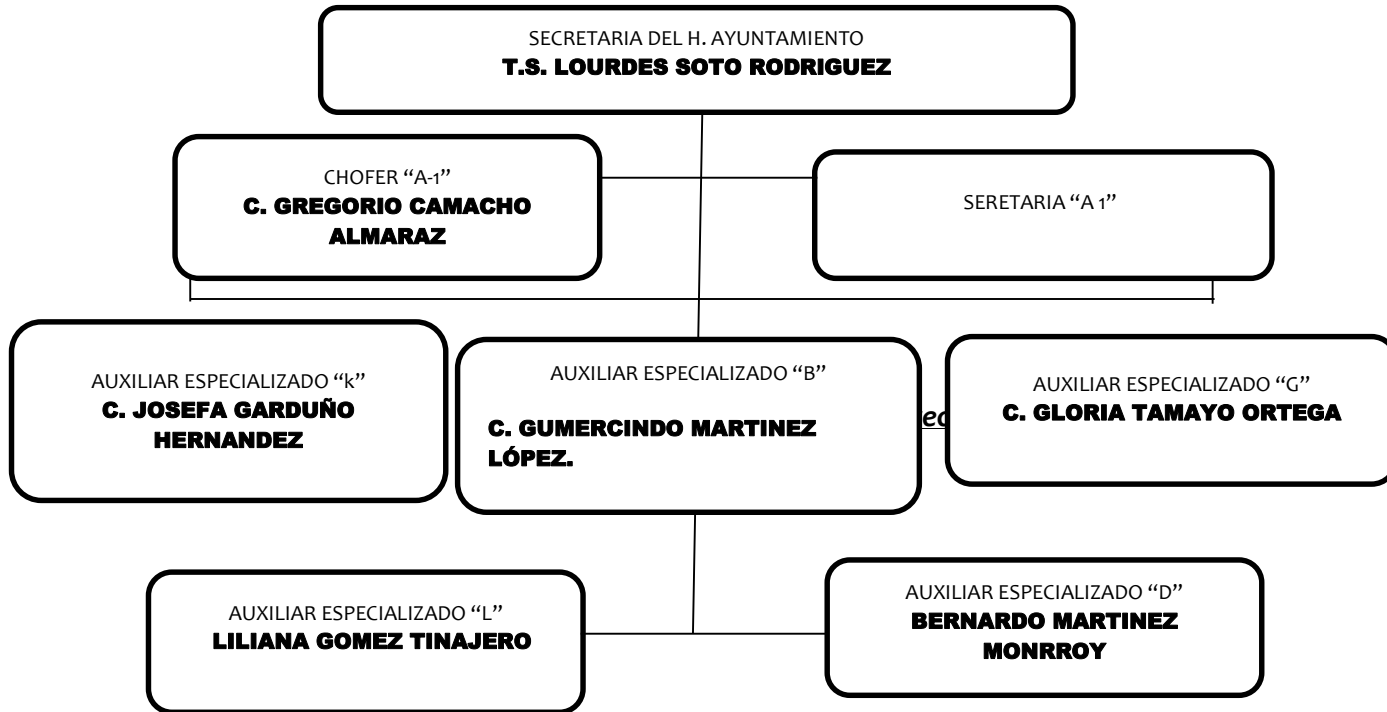 SECRETARIA DEL H. AYUNTAMIENTO
T.S. LOURDES SOTO RODRIGUEZ
CHOFER “A-1”
C. GREGORIO CAMACHO
ALMARAZ
SERETARIA “A 1”
AUXILIAR ESPECIALIZADO “k”
C. JOSEFA GARDUÑO
HERNANDEZ
AUXILIAR ESPECIALIZADO “B”
C. GUMERCINDO MARTINEZ
LÓPEZ.
AUXILIAR ESPECIALIZADO “G”
C. GLORIA TAMAYO ORTEGA
AUXILIAR ESPECIALIZADO “L”
LILIANA GOMEZ TINAJERO
AUXILIAR ESPECIALIZADO “D”
BERNARDO MARTINEZ
MONRROY